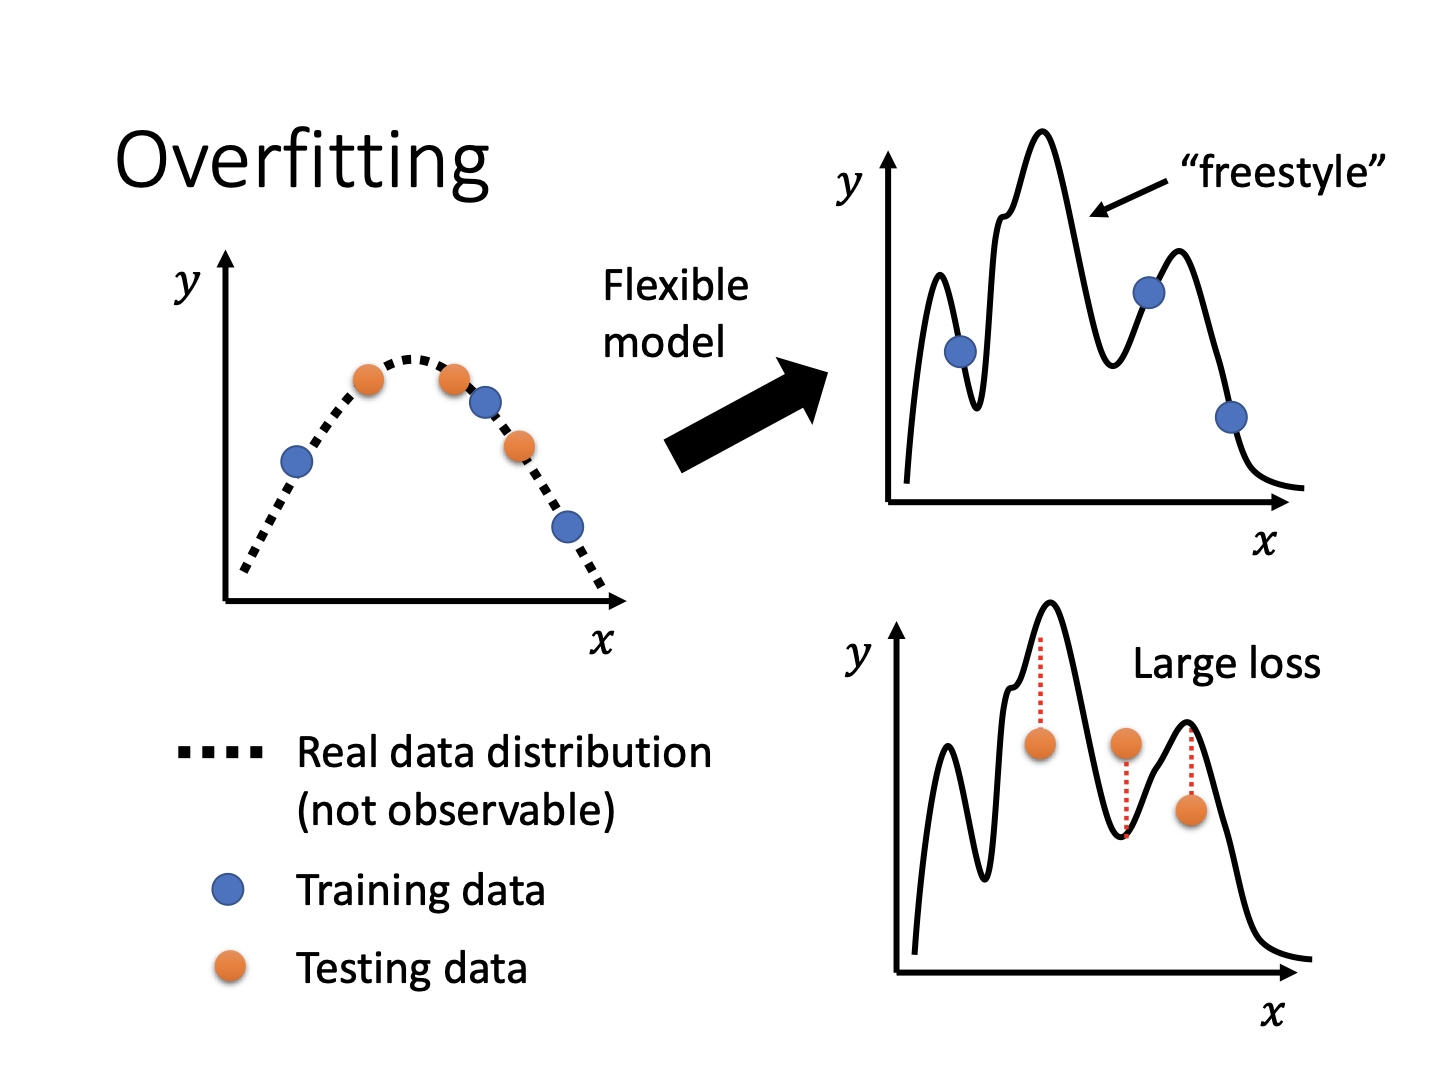 Overfitting
y
x
Flexible
model
y
“freestyle”
x
Real data distribution
(not observable)
Training data
Testing data
y
Large loss
x